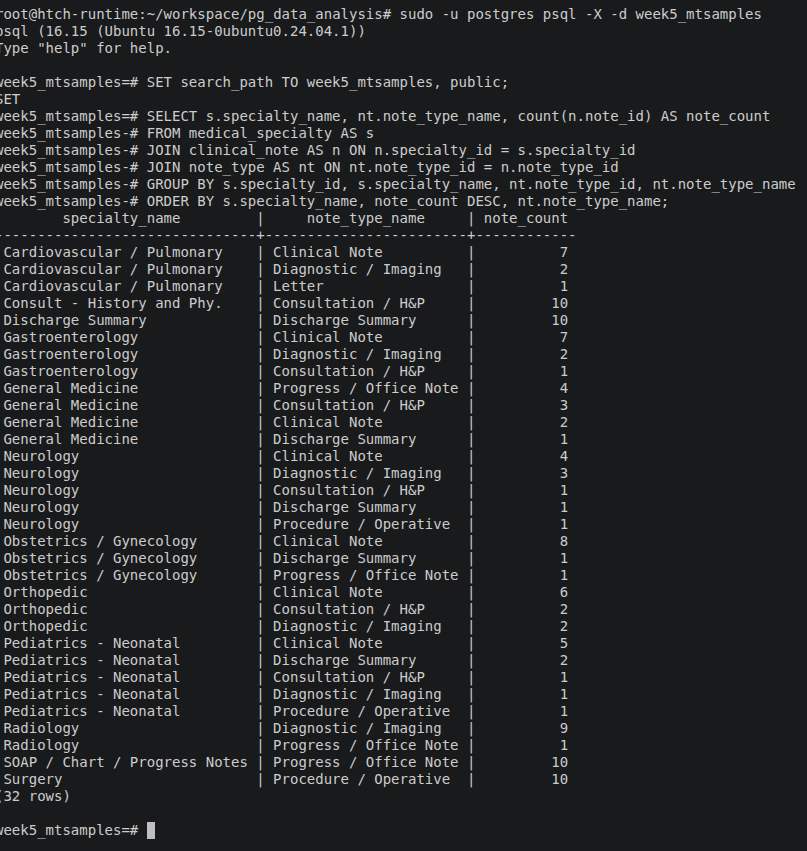 root@htch-runtime:~/workspace/pg_data_analysis# sudo -u postgres psql -X -d week5_mtsamples
psql (16.15 (Ubuntu 16.15-0ubuntu0.24.04.1))
Type "help" for help.

week5_mtsamples=# SET search_path TO week5_mtsamples, public;
SET
week5_mtsamples=# SELECT s.specialty_name, nt.note_type_name, count(n.note_id) AS note_count
week5_mtsamples-# FROM medical_specialty AS s
week5_mtsamples-# JOIN clinical_note AS n ON n.specialty_id = s.specialty_id
week5_mtsamples-# JOIN note_type AS nt ON nt.note_type_id = n.note_type_id
week5_mtsamples-# GROUP BY s.specialty_id, s.specialty_name, nt.note_type_id, nt.note_type_name
week5_mtsamples-# ORDER BY s.specialty_name, note_count DESC, nt.note_type_name;
        specialty_name         |     note_type_name     | note_count
-------------------------------+------------------------+------------
 Cardiovascular / Pulmonary    | Clinical Note          |          7
 Cardiovascular / Pulmonary    | Diagnostic / Imaging   |          2
 Cardiovascular / Pulmonary    | Letter                 |          1
 Consult - History and Phy.    | Consultation / H&P     |         10
 Discharge Summary             | Discharge Summary      |         10
 Gastroenterology              | Clinical Note          |          7
 Gastroenterology              | Diagnostic / Imaging   |          2
 Gastroenterology              | Consultation / H&P     |          1
 General Medicine              | Progress / Office Note |          4
 General Medicine              | Consultation / H&P     |          3
 General Medicine              | Clinical Note          |          2
 General Medicine              | Discharge Summary      |          1
 Neurology                     | Clinical Note          |          4
 Neurology                     | Diagnostic / Imaging   |          3
 Neurology                     | Consultation / H&P     |          1
 Neurology                     | Discharge Summary      |          1
 Neurology                     | Procedure / Operative  |          1
 Obstetrics / Gynecology       | Clinical Note          |          8
 Obstetrics / Gynecology       | Discharge Summary      |          1
 Obstetrics / Gynecology       | Progress / Office Note |          1
 Orthopedic                    | Clinical Note          |          6
 Orthopedic                    | Consultation / H&P     |          2
 Orthopedic                    | Diagnostic / Imaging   |          2
 Pediatrics - Neonatal         | Clinical Note          |          5
 Pediatrics - Neonatal         | Discharge Summary      |          2
 Pediatrics - Neonatal         | Consultation / H&P     |          1
 Pediatrics - Neonatal         | Diagnostic / Imaging   |          1
 Pediatrics - Neonatal         | Procedure / Operative  |          1
 Radiology                     | Diagnostic / Imaging   |          9
 Radiology                     | Progress / Office Note |          1
 SOAP / Chart / Progress Notes | Progress / Office Note |         10
 Surgery                       | Procedure / Operative  |         10
(32 rows)

week5_mtsamples=#